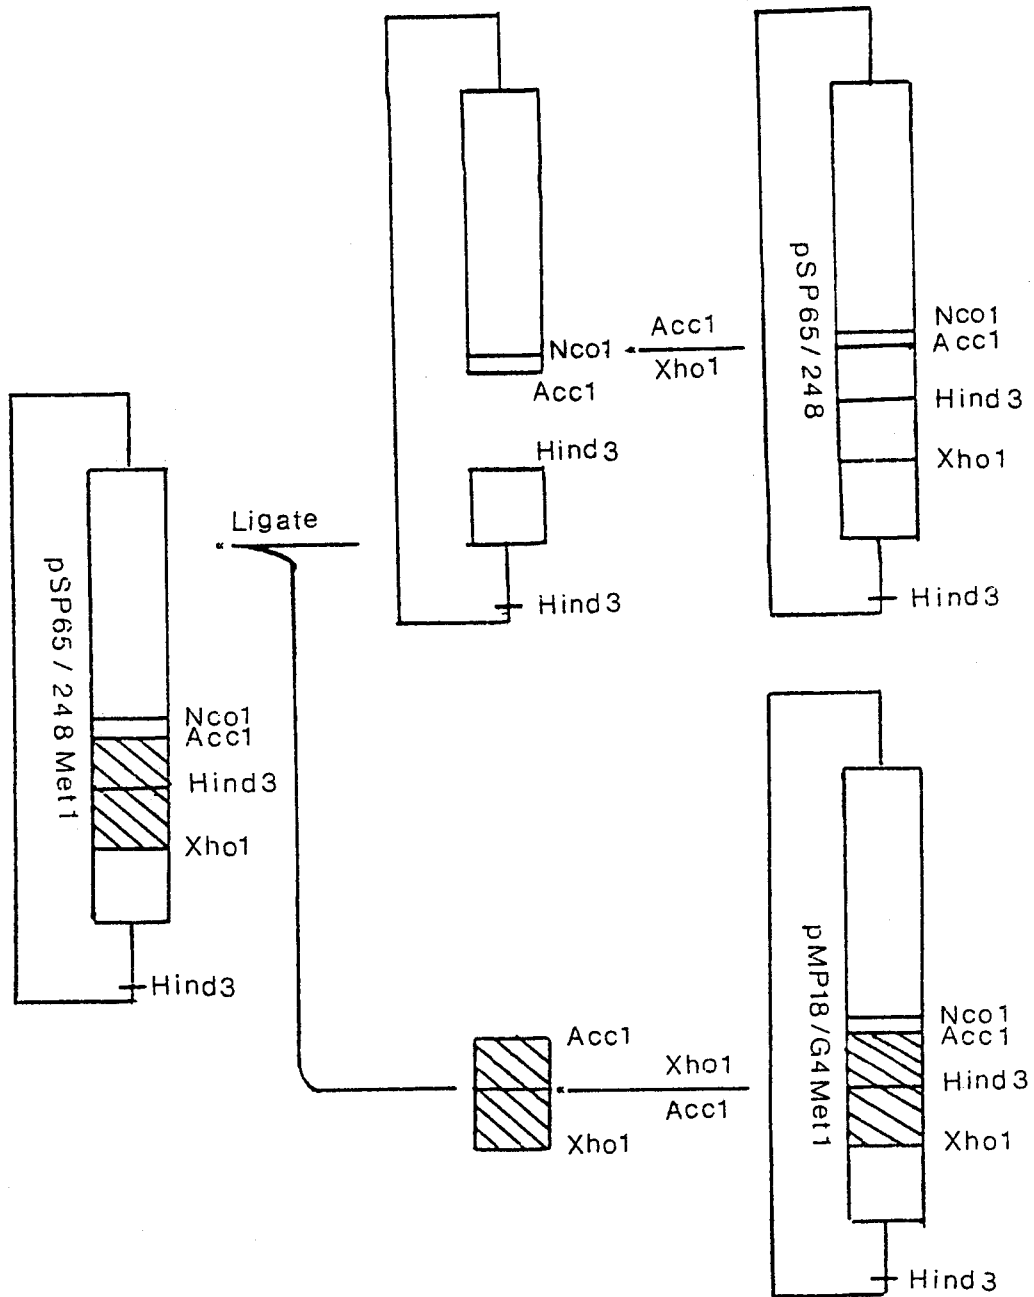 pSP65/248
Nco1
Acc1
Hind3
Xho1
Hind3
Acc1
Xho1
Nco1
Acc1
Hind3
Hind3
Ligate
pSP65/248 Met1
Nco1
Acc1
Hind3
Xho1
Hind3
pMP18/G4Met1
Nco1
Acc1
Hind3
Xho1
Hind3
Xho1
Acc1
Acc1
Xho1